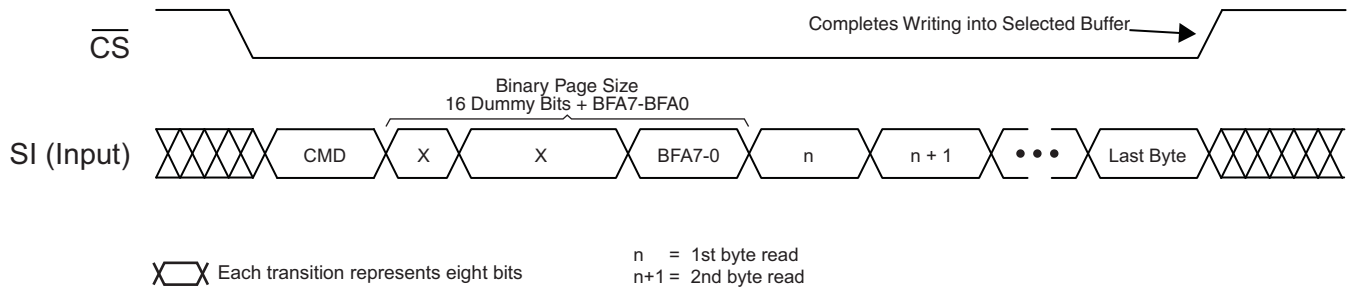 Completes Writing into Selected Buffer
CS
Binary Page Size
16 Dummy Bits + BFA7-BFA0
SI (Input)
CMD X X BFA7-0 n n + 1 ••• Last Byte
Each transition represents eight bits
n = 1st byte read
n+1 = 2nd byte read